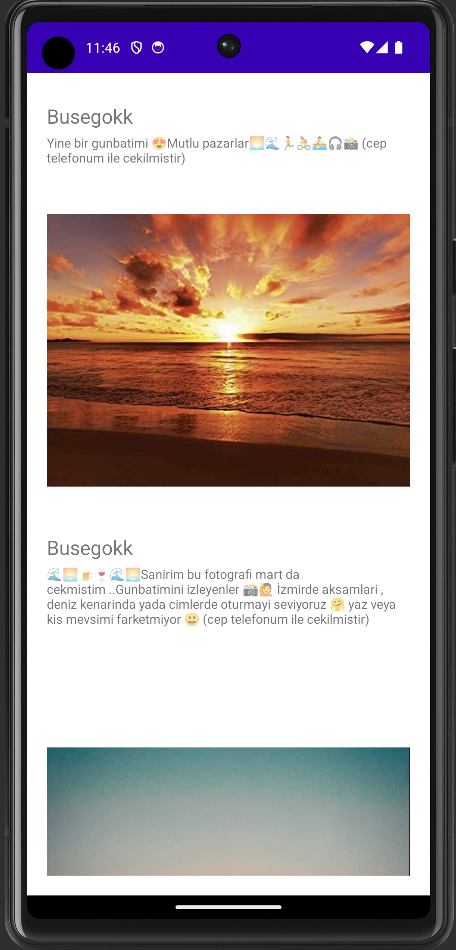 11:46
Busegokk
Yine bir gunbatimi 😍Mutlu pazarlar🌅🌊🏃🚴🚣🎧📸 (cep
telefonum ile cekilmistir)
Busegokk
🌊🌅🍺🍷🌊🌅Sanirim bu fotografi mart da
cekmistim ..Gunbatimini izleyenler 📸🙋 İzmirde aksamlari ,
deniz kenarinda yada cimlerde oturmayi seviyoruz 🤗 yaz veya
kis mevsimi farketmiyor 😃 (cep telefonum ile cekilmistir)